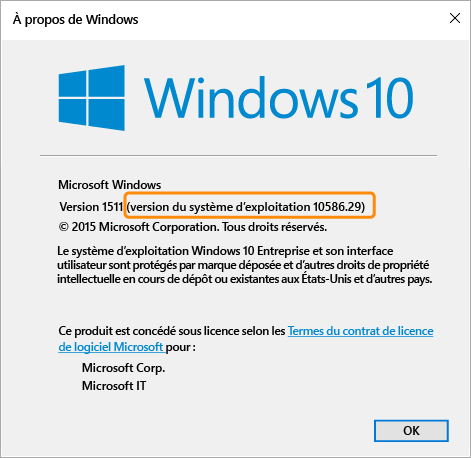 À propos de Windows
Windows 10
Microsoft Windows
Version 1511 (version du système d'exploitation 10586.29)
© 2015 Microsoft Corporation. Tous droits réservés.
Le système d'exploitation Windows 10 Entreprise et son interface
utilisateur sont protégés par marque déposée et d'autres droits de propriété
intellectuelle en cours de dépôt ou existantes aux États-Unis et d'autres pays.
Ce produit est concédé sous licence selon les Termes du contrat de licence
de logiciel Microsoft pour :
Microsoft Corp.
Microsoft IT
OK